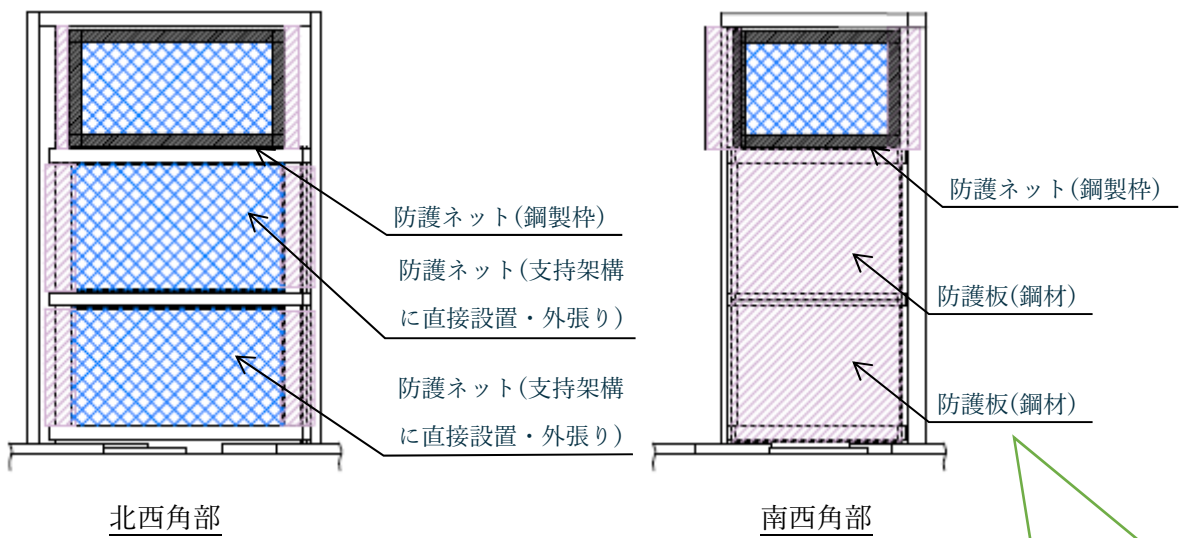 防護ネット(鋼製枠)
防護ネット(支持架構
に直接設置・外張り)
防護ネット(支持架構
に直接設置・外張り)
北西角部
防護ネット(鋼製枠)
防護板(鋼材)
防護板(鋼材)
南西角部